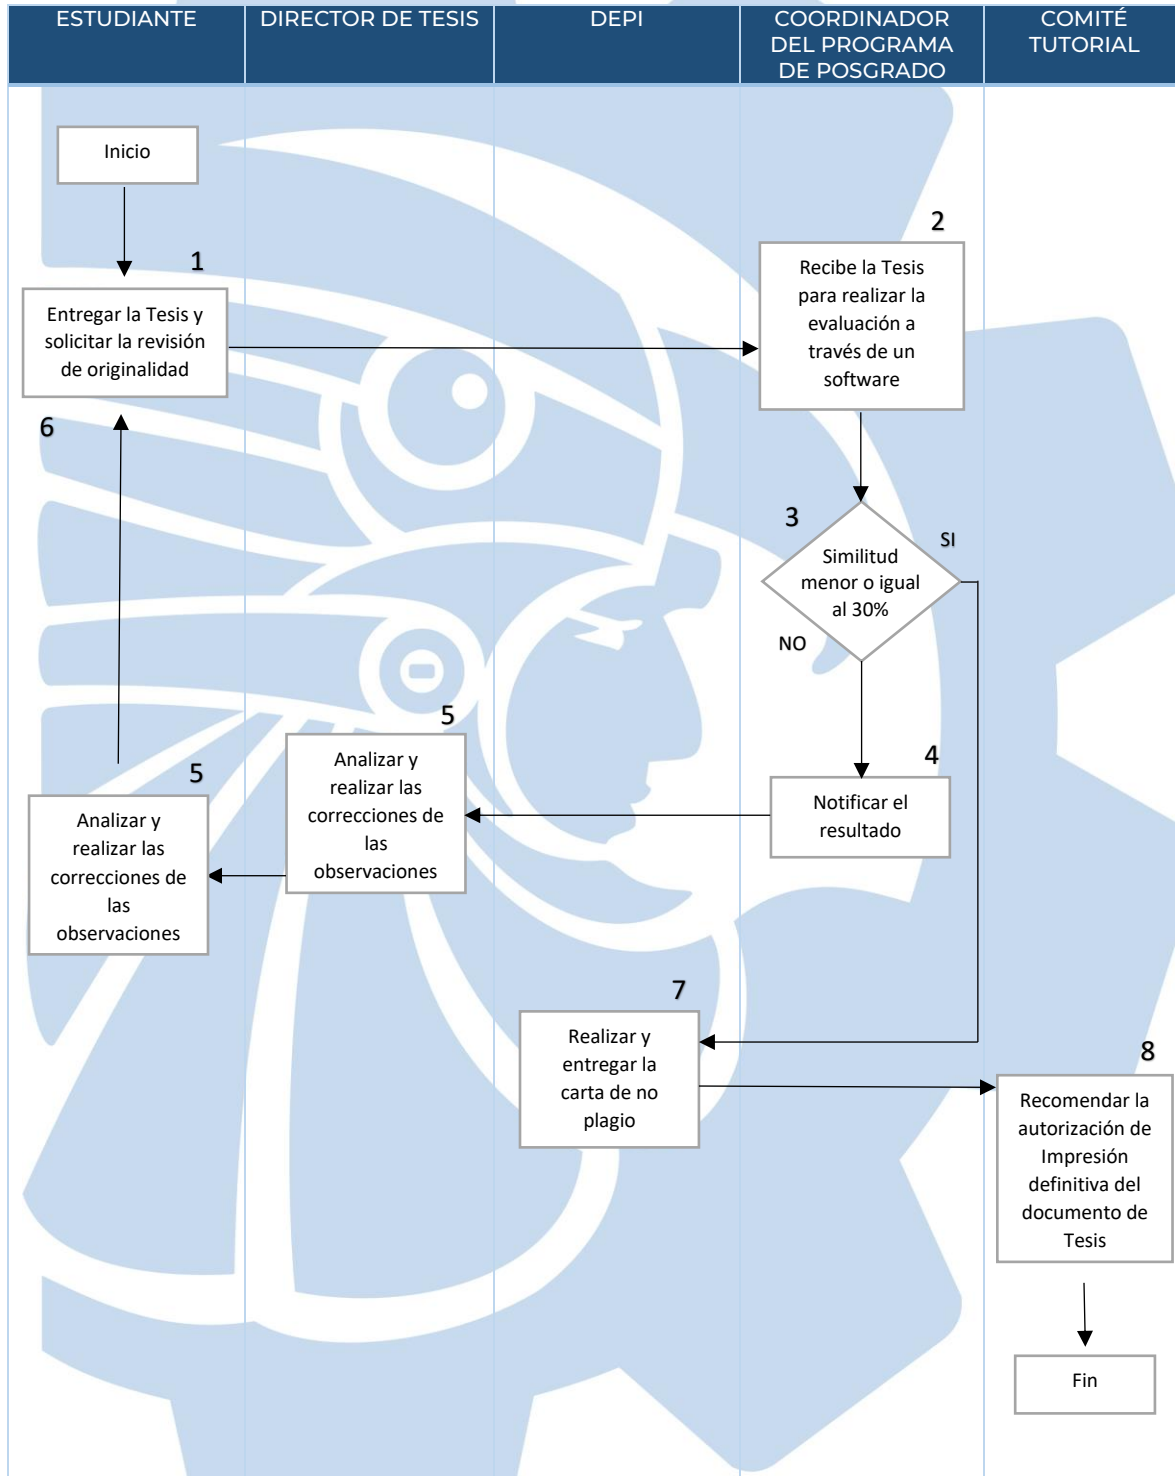 ESTUDIANTE
DIRECTOR DE TESIS
DEPI
COORDINADOR
DEL PROGRAMA
DE POSGRADO
COMITÉ
TUTORIAL
Inicio
1
Entregar la Tesis y
solicitar la revisión
de originalidad
2
Recibe la Tesis
para realizar la
evaluación a
través de un
software
6
3
SI
Similitud
menor o igual
al 30%
NO
4
Notificar el
resultado
5
Analizar y
realizar las
correcciones de
las
observaciones
5
Analizar y
realizar las
correcciones de
las
observaciones
7
Realizar y
entregar la
carta de no
plagio
8
Recomendar la
autorización de
Impresión
definitiva del
documento de
Tesis
Fin